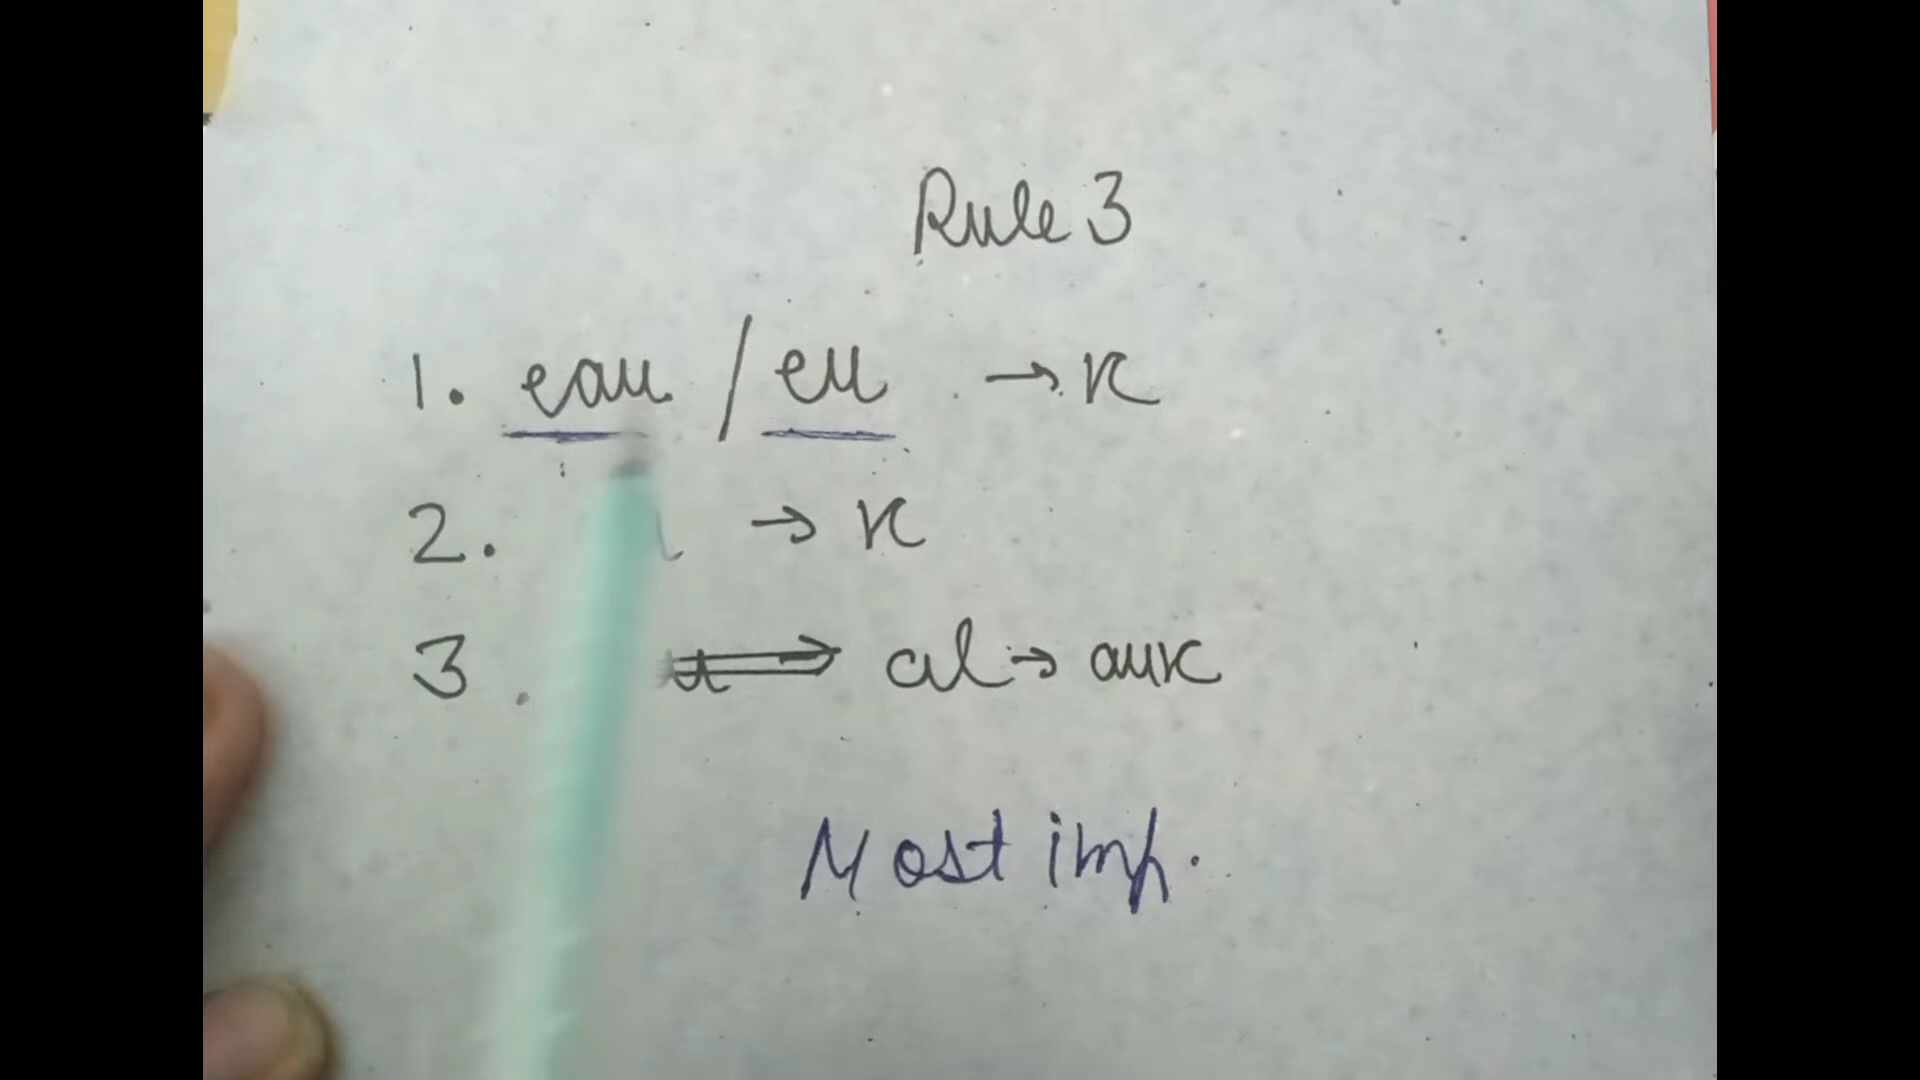 Rule 3
1. eau / eu → x
2. → x
3. al → aux
Most imp.